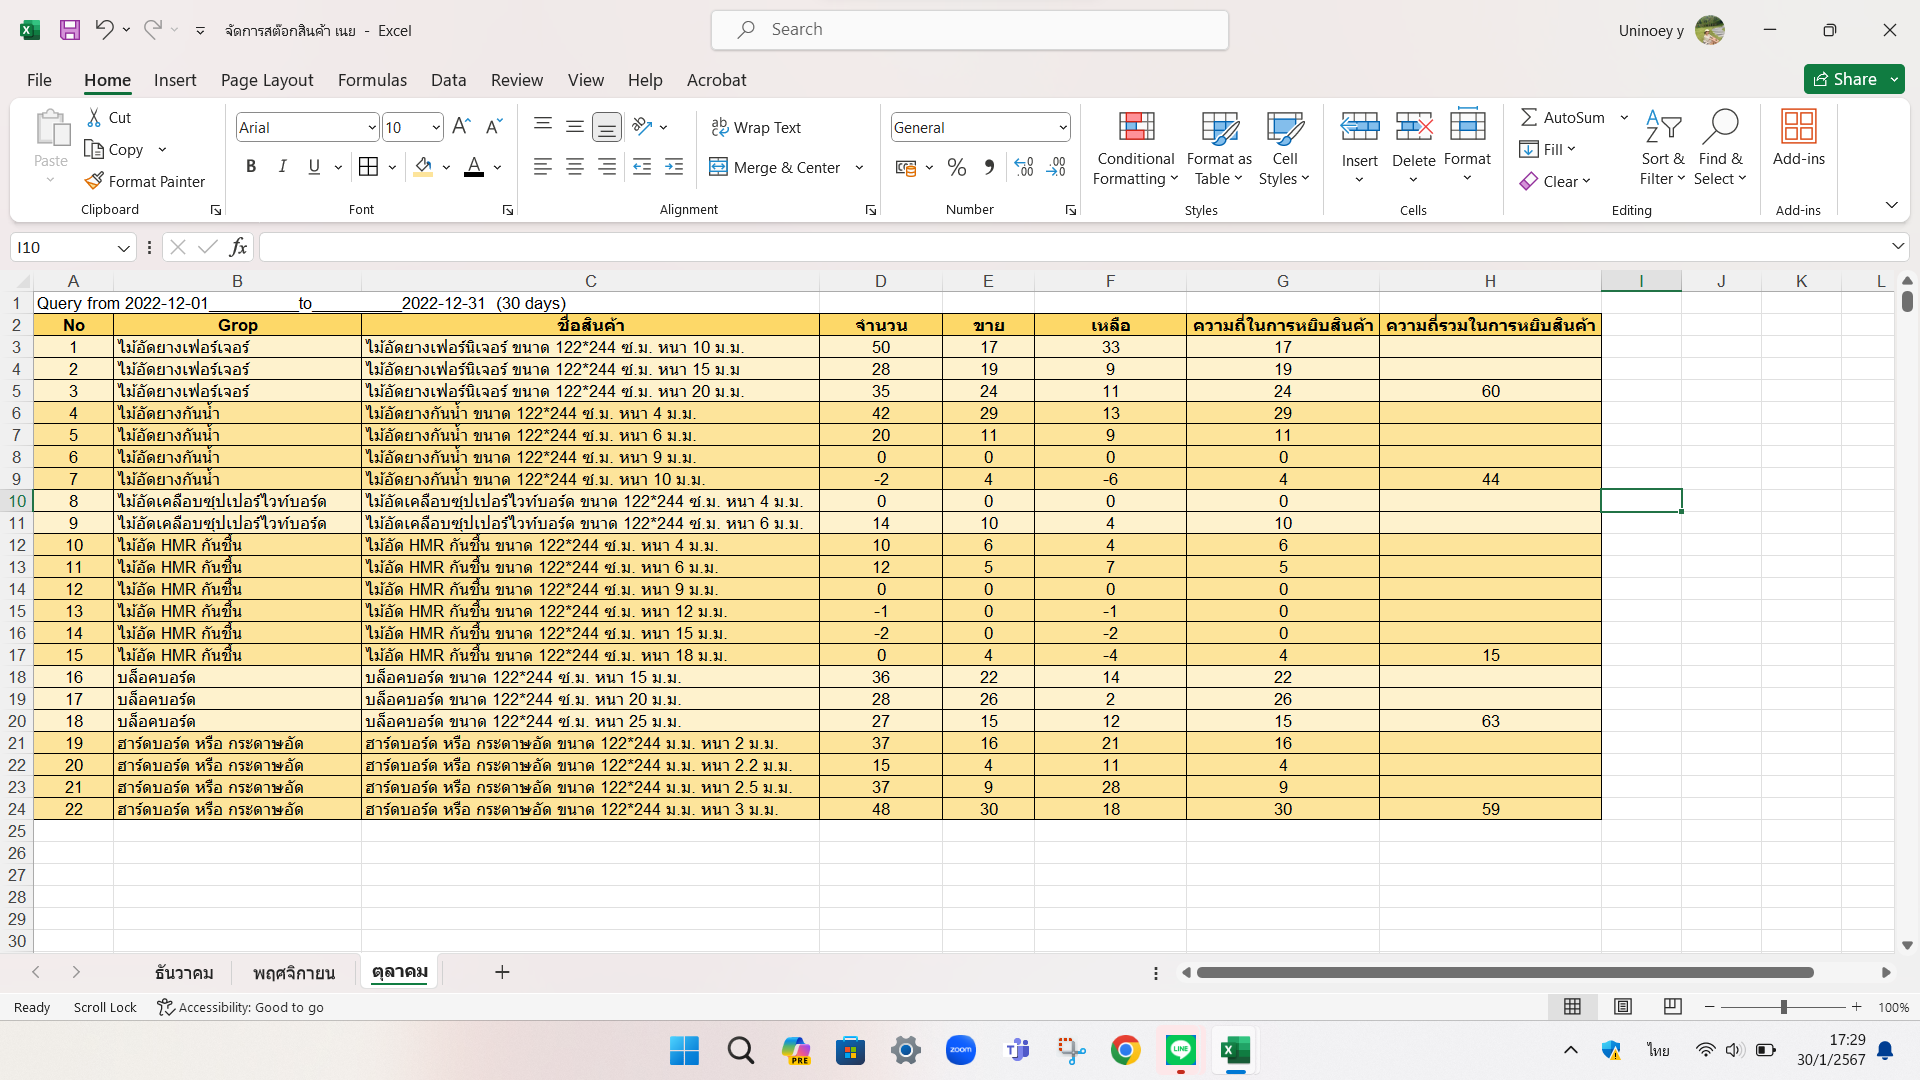 จัดการสต๊อกสินค้า เนย - Excel
Search
Uninoey y
File Home Insert Page Layout Formulas Data Review View Help Acrobat
Share
Paste
Cut
Copy
Format Painter
Clipboard
Arial 10
B I U
Font
Wrap Text
Merge & Center
Alignment
General
Number
Conditional Formatting
Format as Table
Cell Styles
Styles
Insert Delete Format
Cells
AutoSum
Fill
Clear
Sort & Filter
Find & Select
Editing
Add-ins
Add-ins
I10
fx
A B C D E F G H I J K L
1 Query from 2022-12-01__________to__________2022-12-31 (30 days)
2 No Grop ชื่อสินค้า จำนวน ขาย เหลือ ความถี่ในการหยิบสินค้า ความถี่รวมในการหยิบสินค้า
3 1 ไม้อัดยางเฟอร์เจอร์ ไม้อัดยางเฟอร์นิเจอร์ ขนาด 122*244 ซ.ม. หนา 10 ม.ม. 50 17 33 17
4 2 ไม้อัดยางเฟอร์เจอร์ ไม้อัดยางเฟอร์นิเจอร์ ขนาด 122*244 ซ.ม. หนา 15 ม.ม 28 19 9 19
5 3 ไม้อัดยางเฟอร์เจอร์ ไม้อัดยางเฟอร์นิเจอร์ ขนาด 122*244 ซ.ม. หนา 20 ม.ม. 35 24 11 24 60
6 4 ไม้อัดยางกันน้ำ ไม้อัดยางกันน้ำ ขนาด 122*244 ซ.ม. หนา 4 ม.ม. 42 29 13 29
7 5 ไม้อัดยางกันน้ำ ไม้อัดยางกันน้ำ ขนาด 122*244 ซ.ม. หนา 6 ม.ม. 20 11 9 11
8 6 ไม้อัดยางกันน้ำ ไม้อัดยางกันน้ำ ขนาด 122*244 ซ.ม. หนา 9 ม.ม. 0 0 0 0
9 7 ไม้อัดยางกันน้ำ ไม้อัดยางกันน้ำ ขนาด 122*244 ซ.ม. หนา 10 ม.ม. -2 4 -6 4 44
10 8 ไม้อัดเคลือบซุปเปอร์ไวท์บอร์ด ไม้อัดเคลือบซุปเปอร์ไวท์บอร์ด ขนาด 122*244 ซ.ม. หนา 4 ม.ม. 0 0 0 0
11 9 ไม้อัดเคลือบซุปเปอร์ไวท์บอร์ด ไม้อัดเคลือบซุปเปอร์ไวท์บอร์ด ขนาด 122*244 ซ.ม. หนา 6 ม.ม. 14 10 4 10
12 10 ไม้อัด HMR กันชื้น ไม้อัด HMR กันชื้น ขนาด 122*244 ซ.ม. หนา 4 ม.ม. 10 6 4 6
13 11 ไม้อัด HMR กันชื้น ไม้อัด HMR กันชื้น ขนาด 122*244 ซ.ม. หนา 6 ม.ม. 12 5 7 5
14 12 ไม้อัด HMR กันชื้น ไม้อัด HMR กันชื้น ขนาด 122*244 ซ.ม. หนา 9 ม.ม. 0 0 0 0
15 13 ไม้อัด HMR กันชื้น ไม้อัด HMR กันชื้น ขนาด 122*244 ซ.ม. หนา 12 ม.ม. -1 0 -1 0
16 14 ไม้อัด HMR กันชื้น ไม้อัด HMR กันชื้น ขนาด 122*244 ซ.ม. หนา 15 ม.ม. -2 0 -2 0
17 15 ไม้อัด HMR กันชื้น ไม้อัด HMR กันชื้น ขนาด 122*244 ซ.ม. หนา 18 ม.ม. 0 4 -4 4 15
18 16 บล็อคบอร์ด บล็อคบอร์ด ขนาด 122*244 ซ.ม. หนา 15 ม.ม. 36 22 14 22
19 17 บล็อคบอร์ด บล็อคบอร์ด ขนาด 122*244 ซ.ม. หนา 20 ม.ม. 28 26 2 26
20 18 บล็อคบอร์ด บล็อคบอร์ด ขนาด 122*244 ซ.ม. หนา 25 ม.ม. 27 15 12 15 63
21 19 ฮาร์ดบอร์ด หรือ กระดาษอัด ฮาร์ดบอร์ด หรือ กระดาษอัด ขนาด 122*244 ม.ม. หนา 2 ม.ม. 37 16 21 16
22 20 ฮาร์ดบอร์ด หรือ กระดาษอัด ฮาร์ดบอร์ด หรือ กระดาษอัด ขนาด 122*244 ม.ม. หนา 2.2 ม.ม. 15 4 11 4
23 21 ฮาร์ดบอร์ด หรือ กระดาษอัด ฮาร์ดบอร์ด หรือ กระดาษอัด ขนาด 122*244 ม.ม. หนา 2.5 ม.ม. 37 9 28 9
24 22 ฮาร์ดบอร์ด หรือ กระดาษอัด ฮาร์ดบอร์ด หรือ กระดาษอัด ขนาด 122*244 ม.ม. หนา 3 ม.ม. 48 30 18 30 59
25
26
27
28
29
30
ธันวาคม พฤศจิกายน ตุลาคม
Ready Scroll Lock Accessibility: Good to go
100%
PRE
zoom
LINE
ไทย
17:29
30/1/2567